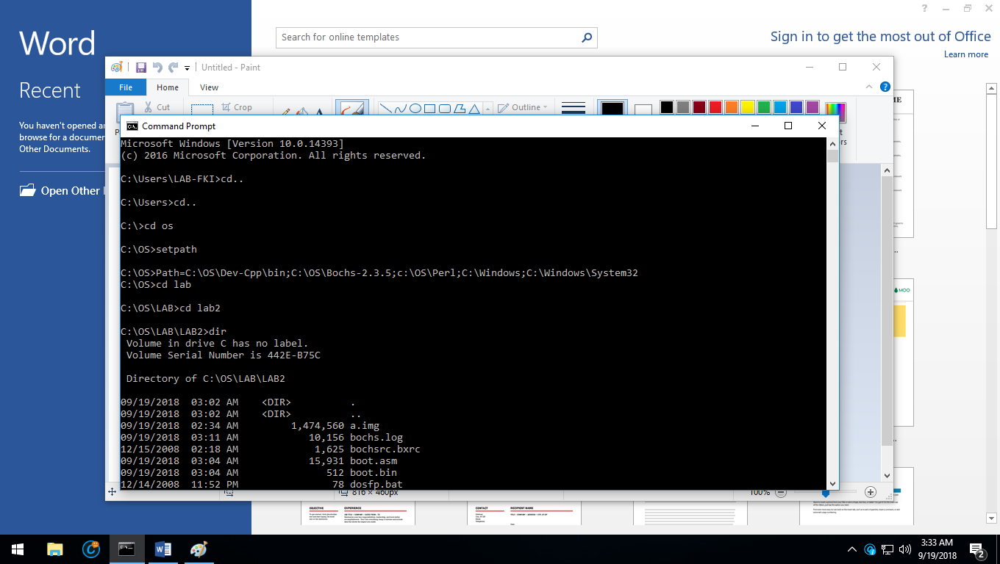 Word
Recent
You haven't opened
browse for a
Other Documents.
Open Other
Search for online templates
Sign in to get the most out of Office
Learn more
Untitled - Paint
File
Home
View
Cut
Crop
Outline
Command Prompt
Microsoft Windows [Version 10.0.14393]
(c) 2016 Microsoft Corporation. All rights reserved.
C:\Users\LAB-FKI>cd..
C:\Users>cd..
C:\>cd os
C:\OS>setpath
C:\OS>Path=C:\OS\Dev-Cpp\bin;C:\OS\Bochs-2.3.5;c:\OS\Perl;C:\Windows;C:\Windows\System32
C:\OS>cd lab
C:\OS\LAB>cd lab2
C:\OS\LAB\LAB2>dir
Volume in drive C has no label.
Volume Serial Number is 442E-B75C
Directory of C:\OS\LAB\LAB2
09/19/2018 03:02 AM <DIR> .
09/19/2018 03:02 AM <DIR> ..
09/19/2018 02:34 AM 1,474,560 a.img
09/19/2018 03:11 AM 10,156 bochs.log
12/15/2008 02:18 AM 1,625 bochsrc.bxrc
09/19/2018 03:04 AM 15,931 boot.asm
09/19/2018 03:04 AM 512 boot.bin
12/14/2008 11:52 PM 78 dosfp.bat
816 × 460px
100%
MOO
OBJECTIVE
EXPERIENCE
CONTACT
RECIPIENT NAME
3:33 AM
9/19/2018
2